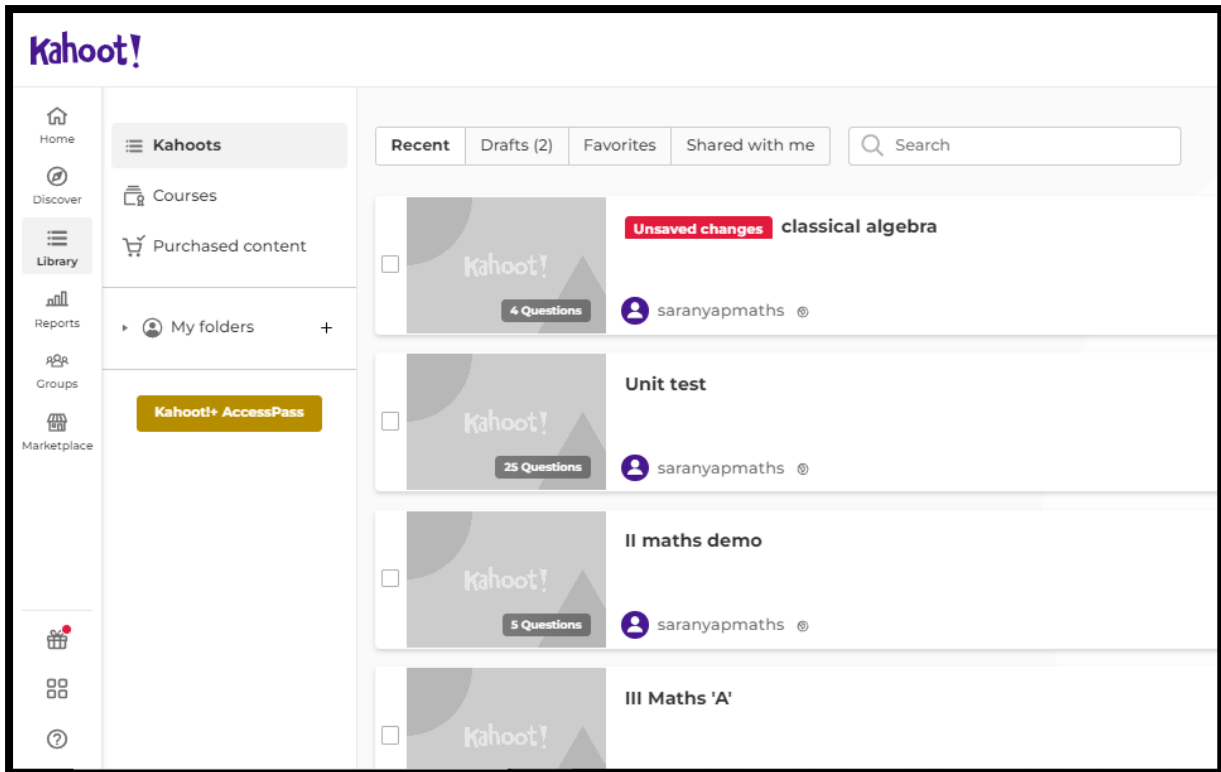 Kahoot!
Home
Discover
Library
Reports
Groups
Marketplace
Kahoots
Courses
Purchased content
My folders +
Kahoot!+ AccessPass
Recent Drafts (2) Favorites Shared with me Search
Kahoot!
4 Questions
Unsaved changes classical algebra
saranyapmaths
Kahoot!
25 Questions
Unit test
saranyapmaths
Kahoot!
5 Questions
II maths demo
saranyapmaths
Kahoot!
III Maths 'A'